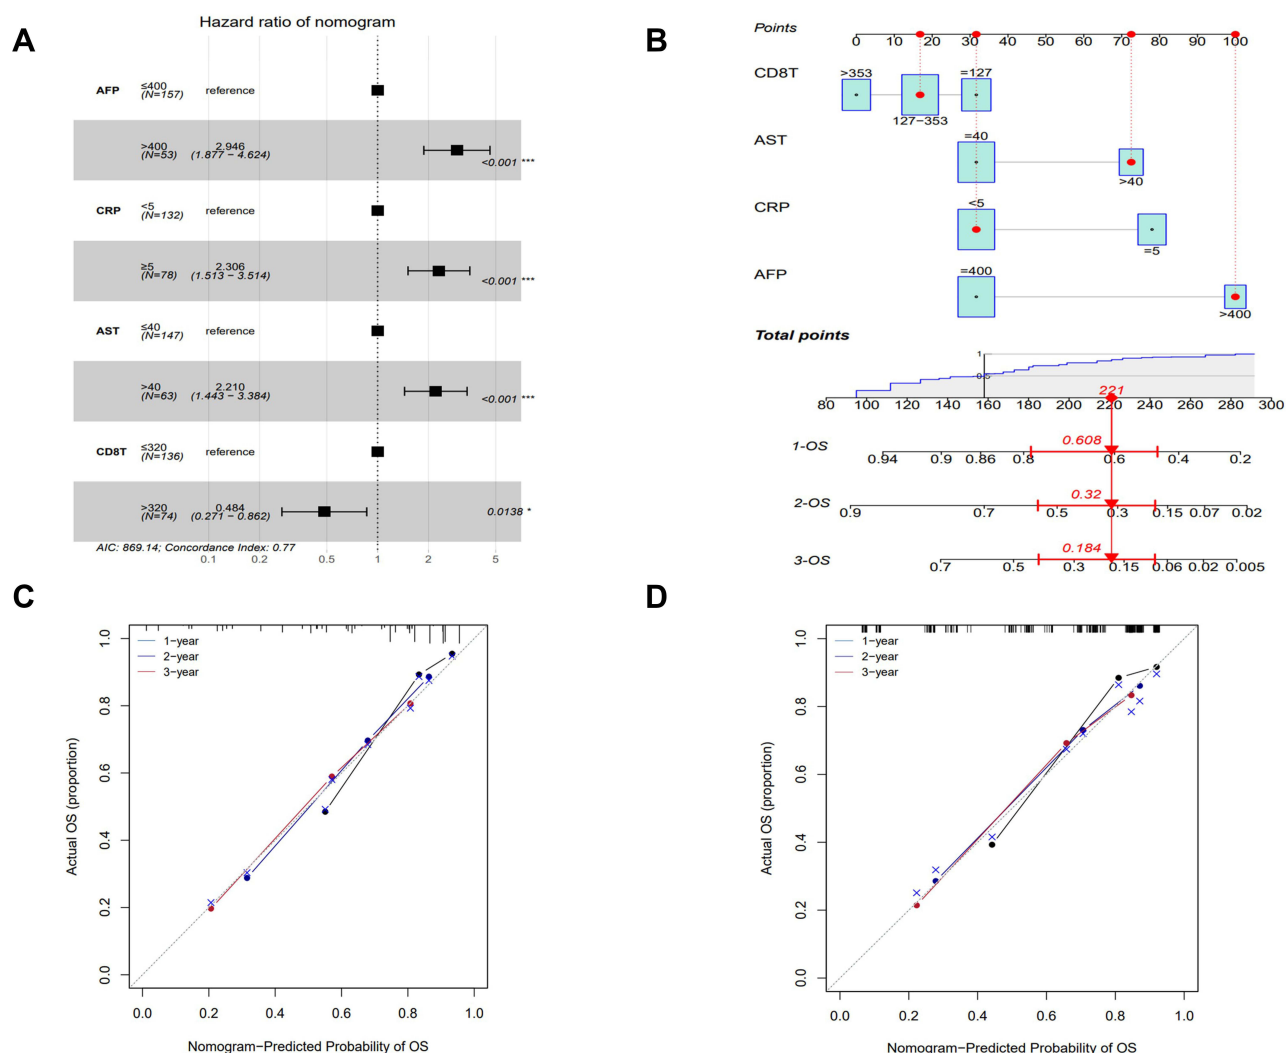 A
Hazard ratio of nomogram
AFP ≤400 (N=157) reference
>400 (N=53) 2.946 (1.877 − 4.624) <0.001 ***
CRP <5 (N=132) reference
≥5 (N=78) 2.306 (1.513 − 3.514) <0.001 ***
AST ≤40 (N=147) reference
>40 (N=63) 2.210 (1.443 − 3.384) <0.001 ***
CD8T ≤320 (N=136) reference
>320 (N=74) 0.484 (0.271 − 0.862) 0.0138 *
AIC: 869.14; Concordance Index: 0.77
0.1 0.2 0.5 1 2 5
B
Points
0 10 20 30 40 50 60 70 80 90 100
CD8T
>353 =127
127−353
AST
=40
>40
CRP
<5
=5
AFP
=400
>400
Total points
1
0.5
221
80 100 120 140 160 180 200 220 240 260 280 300
1-OS
0.608
0.94 0.9 0.86 0.8 0.6 0.4 0.2
2-OS
0.32
0.9 0.7 0.5 0.3 0.15 0.07 0.02
3-OS
0.184
0.7 0.5 0.3 0.15 0.06 0.02 0.005
C
1−year
2−year
3−year
Actual OS (proportion)
1.0
0.8
0.6
0.4
0.2
0.0
0.0 0.2 0.4 0.6 0.8 1.0
Nomogram−Predicted Probability of OS
D
1−year
2−year
3−year
Actual OS (proportion)
1.0
0.8
0.6
0.4
0.2
0.0
0.0 0.2 0.4 0.6 0.8 1.0
Nomogram−Predicted Probability of OS